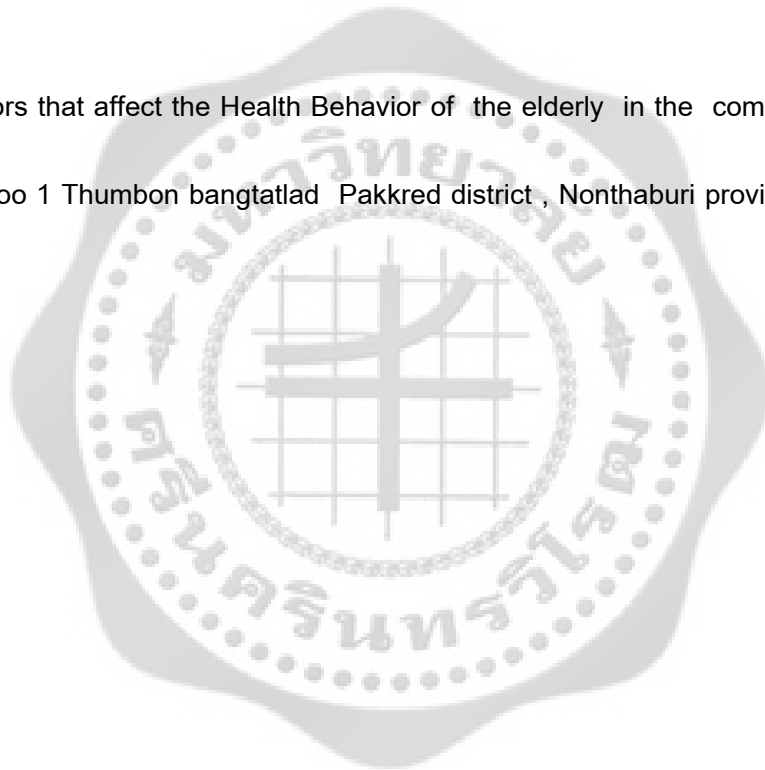 ors that affect the Health Behavior of the elderly in the com
oo 1 Thumbon bangtatlad Pakkred district , Nonthaburi provi
มหาวิทยาลัย
ศรีนครินทรวิโรฒ